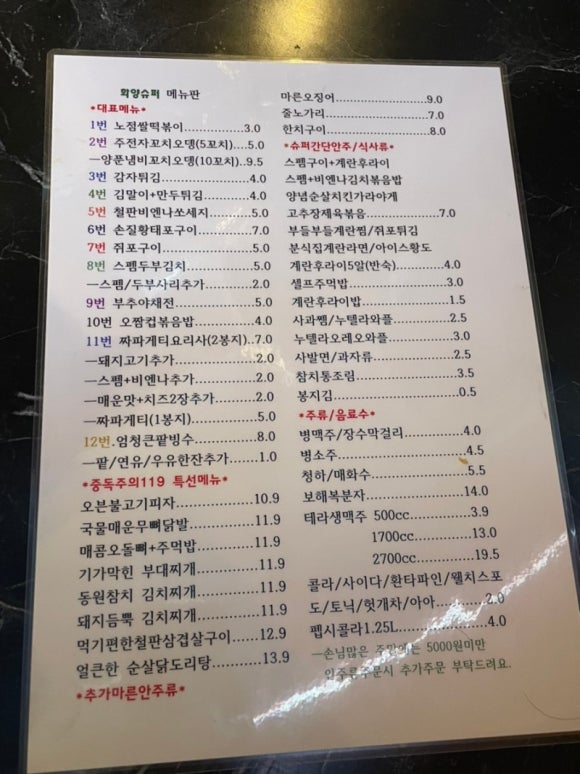 화양슈퍼 메뉴판
*대표메뉴*
1번 노점쌀떡볶이................3.0
2번 주전자꼬치오뎅(5꼬치)....5.0
—양푼냄비꼬치오뎅(10꼬치)..9.5
3번 감자튀김.......................4.0
4번 김말이+만두튀김............4.0
5번 철판비엔나쏘세지...........5.0
6번 손질황태포구이..............7.0
7번 쥐포구이.......................5.0
8번 스팸두부김치.................5.0
—스팸/두부사리추가............2.0
9번 부추야채전....................5.0
10번 오짬컵볶음밥................4.0
11번 짜파게티요리사(2봉지)..7.0
—돼지고기추가....................2.0
—스팸+비엔나추가...............2.0
—매운맛+치즈2장추가..........2.0
—짜파게티(1봉지).................5.0
12번.엄청큰팥빙수................8.0
—팥/연유/우유한잔추가.......1.0
*중독주의119 특선메뉴*
오븐불고기피자....................10.9
국물매운무뼈닭발.................11.9
매콤오돌뼈+주먹밥...............11.9
기가막힌 부대찌개................11.9
동원참치 김치찌개................11.9
돼지듬뿍 김치찌개................11.9
먹기편한철판삼겹살구이.......12.9
얼큰한 순살닭도리탕.............13.9
*추가마른안주류*
마른오징어..........................9.0
줄노가리.............................7.0
한치구이.............................8.0
*슈퍼간단안주/식사류*
스팸구이+계란후라이
스팸+비엔나김치볶음밥
양념순살치킨가라아게
고추장제육볶음....................7.0
부들부들계란찜/쥐포튀김
분식집계란라면/아이스황도
계란후라이5알(반숙)..............4.0
셀프주먹밥..........................3.0
계란후라이밥.......................1.5
사과쨈/누텔라와플................2.5
누텔라오레오와플.................3.0
사발면/과자류......................2.5
참치통조림..........................3.5
봉지김................................0.5
*주류/음료수*
병맥주/장수막걸리................4.0
병소주................................4.5
청하/매화수.........................5.5
보해복분자..........................14.0
테라생맥주 500cc.................3.9
1700cc................13.0
2700cc................19.5
콜라/사이다/환타파인/웰치스포
도/토닉/헛개차/아아..............2.0
펩시콜라1.25L......................4.0
—손님많은 주말에는 5000원미만
인주류주문시 추기주문 부탁드려요.